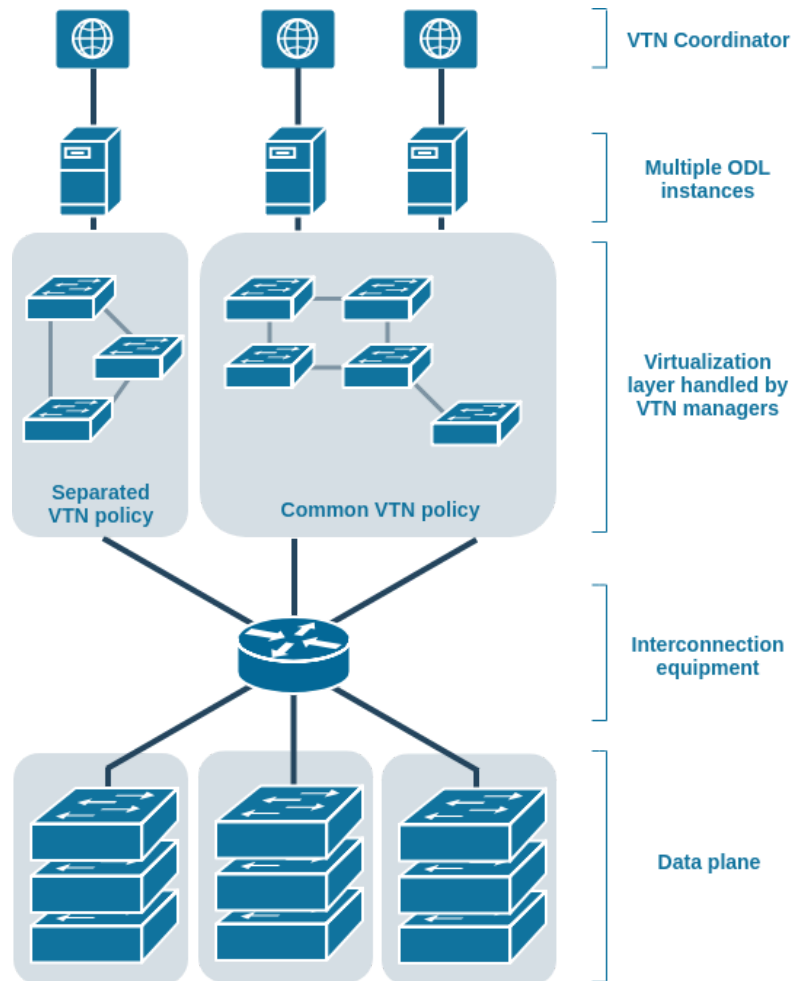 VTN Coordinator
Multiple ODL
instances
Virtualization
layer handled by
VTN managers
Separated
VTN policy
Common VTN policy
Interconnection
equipment
Data plane